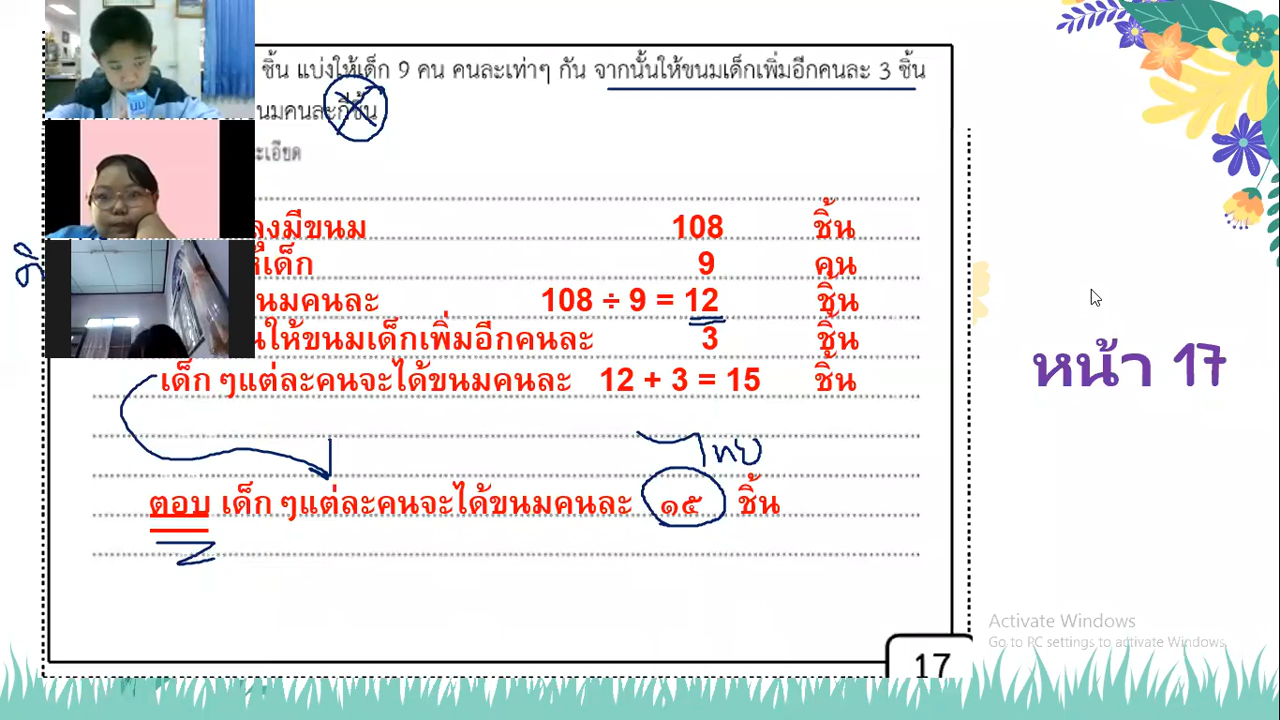 ชิ้น แบ่งให้เด็ก 9 คน คนละเท่าๆ กัน จากนั้นให้ขนมเด็กเพิ่มอีกคนละ 3 ชิ้น
นมคนละกี่ชิ้น
ะเอียด
ลุงมีขนม 108 ชิ้น
ห้เด็ก 9 คน
นมคนละ 108 ÷ 9 = 12 ชิ้น
นให้ขนมเด็กเพิ่มอีกคนละ 3 ชิ้น
เด็กๆแต่ละคนจะได้ขนมคนละ 12 + 3 = 15 ชิ้น
ไทย
ตอบ เด็กๆแต่ละคนจะได้ขนมคนละ ๑๕ ชิ้น
17
หน้า 17
Activate Windows
Go to PC settings to activate Windows.